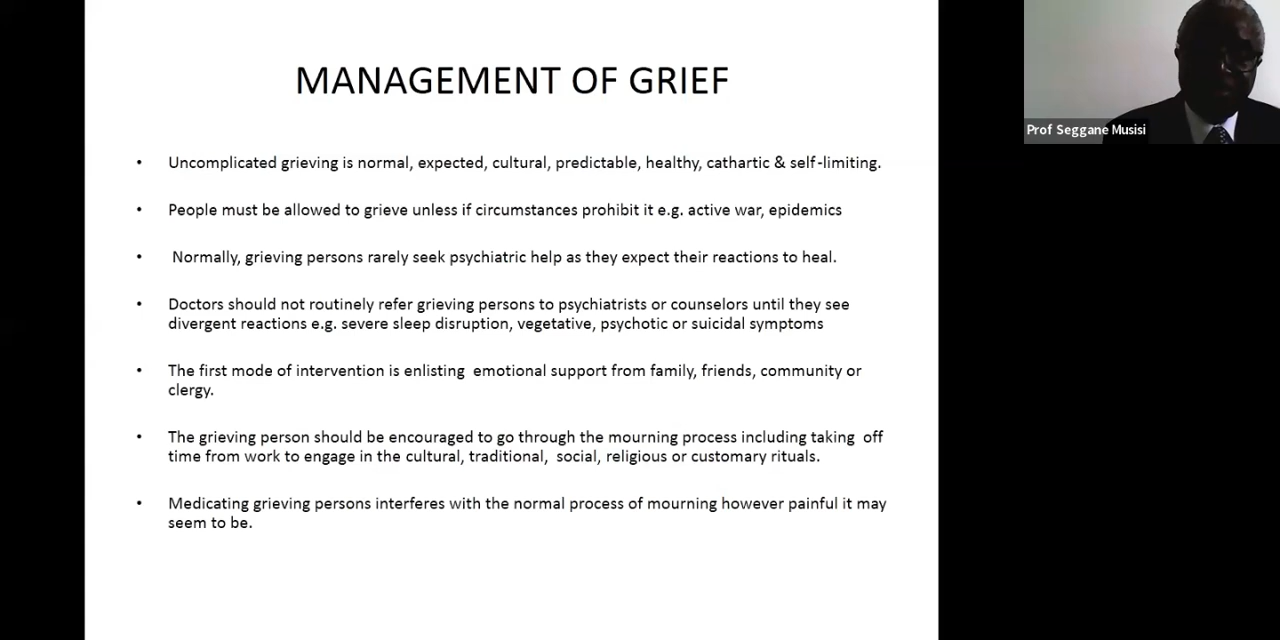 MANAGEMENT OF GRIEF
• Uncomplicated grieving is normal, expected, cultural, predictable, healthy, cathartic & self-limiting.
• People must be allowed to grieve unless if circumstances prohibit it e.g. active war, epidemics
• Normally, grieving persons rarely seek psychiatric help as they expect their reactions to heal.
• Doctors should not routinely refer grieving persons to psychiatrists or counselors until they see
divergent reactions e.g. severe sleep disruption, vegetative, psychotic or suicidal symptoms
• The first mode of intervention is enlisting emotional support from family, friends, community or
clergy.
• The grieving person should be encouraged to go through the mourning process including taking off
time from work to engage in the cultural, traditional, social, religious or customary rituals.
• Medicating grieving persons interferes with the normal process of mourning however painful it may
seem to be.
Prof Seggane Musisi